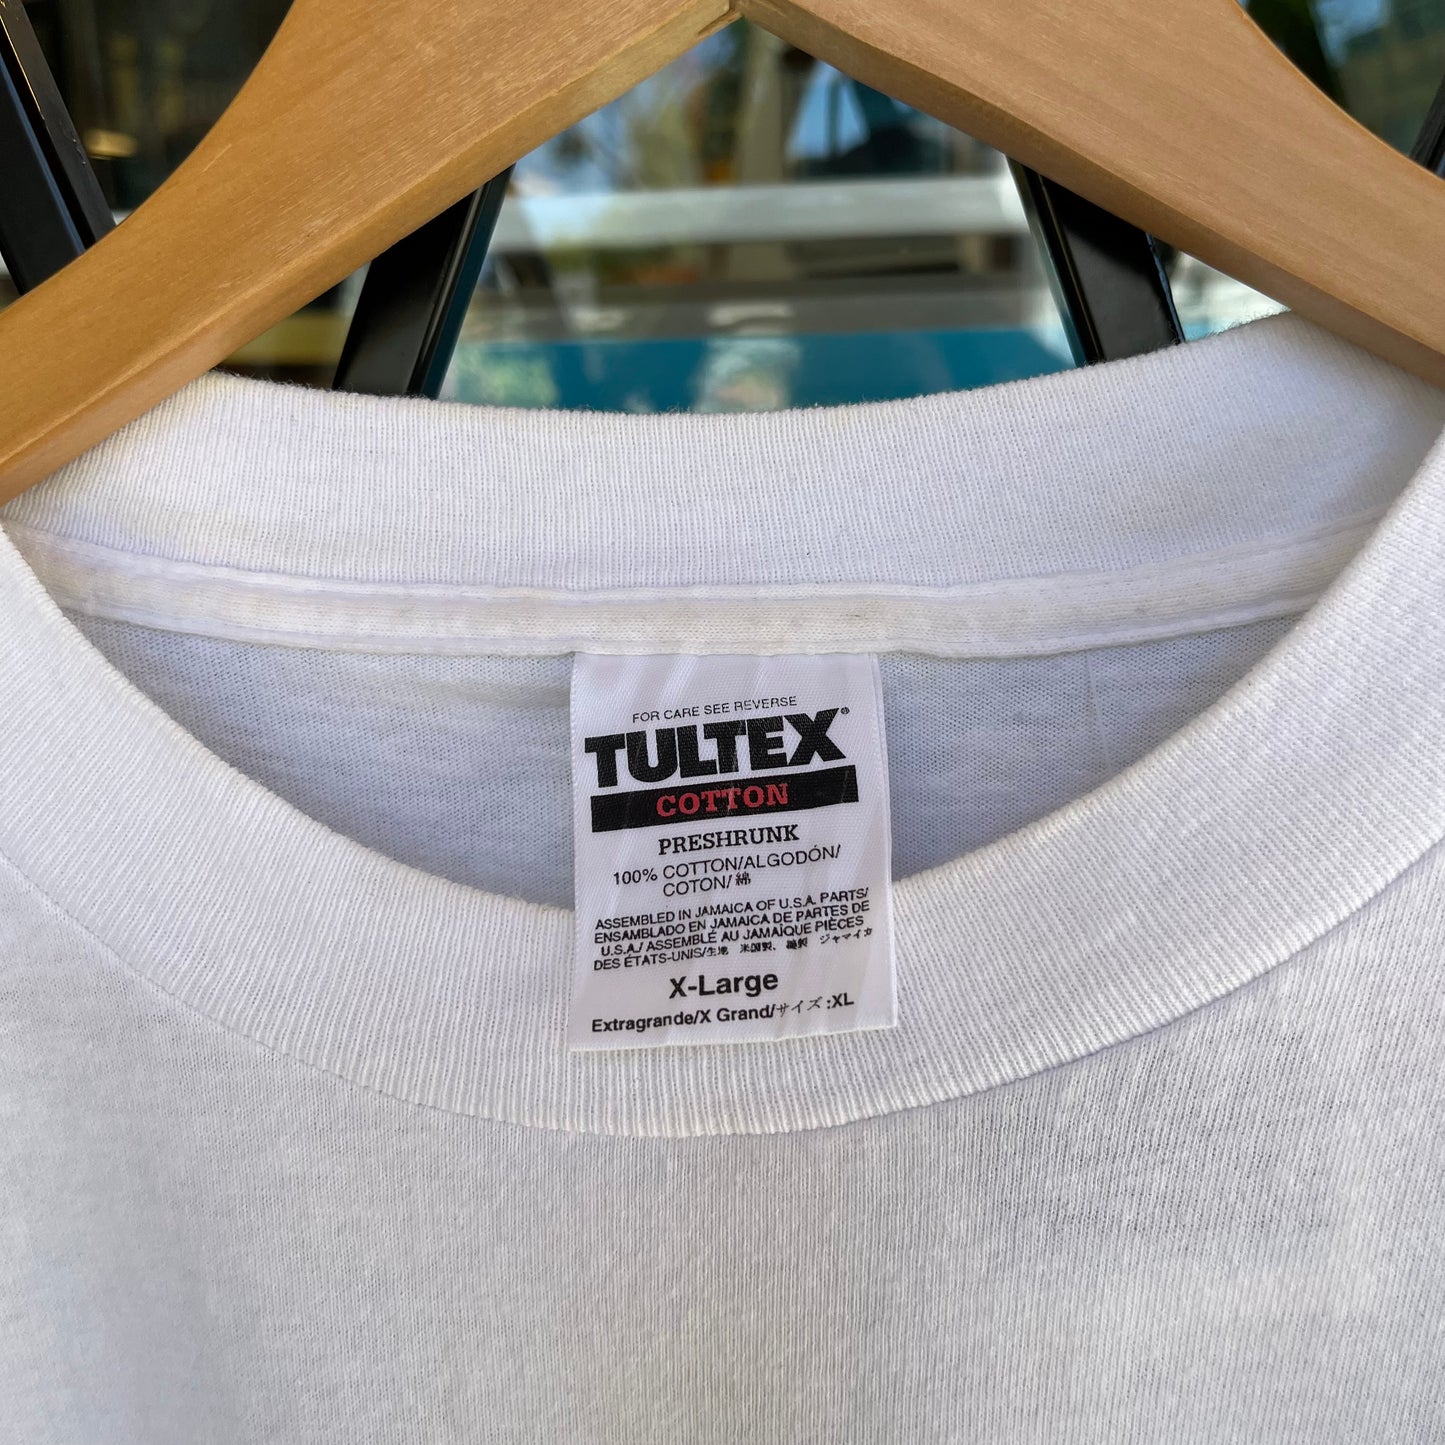 FOR CARE SEE REVERSE
TULTEX®
COTTON
PRESHRUNK
100% COTTON/ALGODÓN/
COTON/綿
ASSEMBLED IN JAMAICA OF U.S.A. PARTS/
ENSAMBLADO EN JAMAICA DE PARTES DE
U.S.A./ ASSEMBLÉ AU JAMAÏQUE PIÈCES
DES ÉTATS-UNIS/生地 米国製、縫製 ジャマイカ
X-Large
Extragrande/X Grand/サイズ:XL